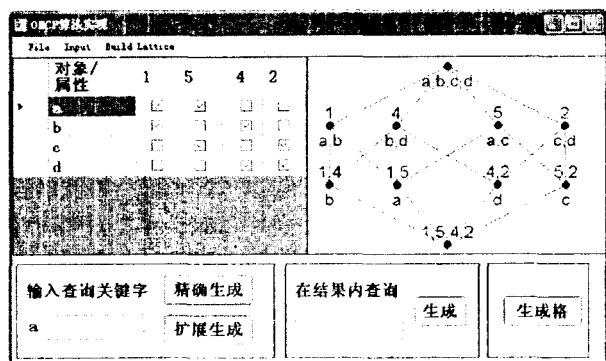 OBCP算法实现
File Input Build Lattice
对象/
属性 1 5 4 2
a
b
c
d
a,b,c,d
1 4 5 2
a,b b,d a,c c,d
1,4 1,5 4,2 5,2
b a d c
1,5,4,2
输入查询关键字 精确生成
a 扩展生成
在结果内查询
生成
生成格